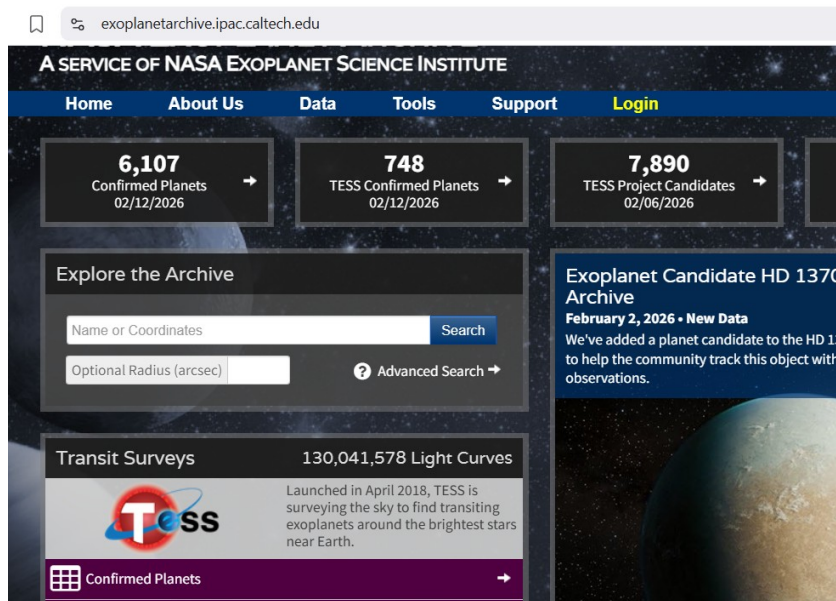 exoplanetarchive.ipac.caltech.edu
A SERVICE OF NASA EXOPLANET SCIENCE INSTITUTE
Home About Us Data Tools Support Login
6,107
Confirmed Planets
02/12/2026
748
TESS Confirmed Planets
02/12/2026
7,890
TESS Project Candidates
02/06/2026
Explore the Archive
Name or Coordinates
Search
Optional Radius (arcsec)
? Advanced Search
Transit Surveys
130,041,578 Light Curves
Tess
Launched in April 2018, TESS is
surveying the sky to find transiting
exoplanets around the brightest stars
near Earth.
Confirmed Planets
Exoplanet Candidate HD 1370
Archive
February 2, 2026 • New Data
We've added a planet candidate to the HD
to help the community track this object with
observations.